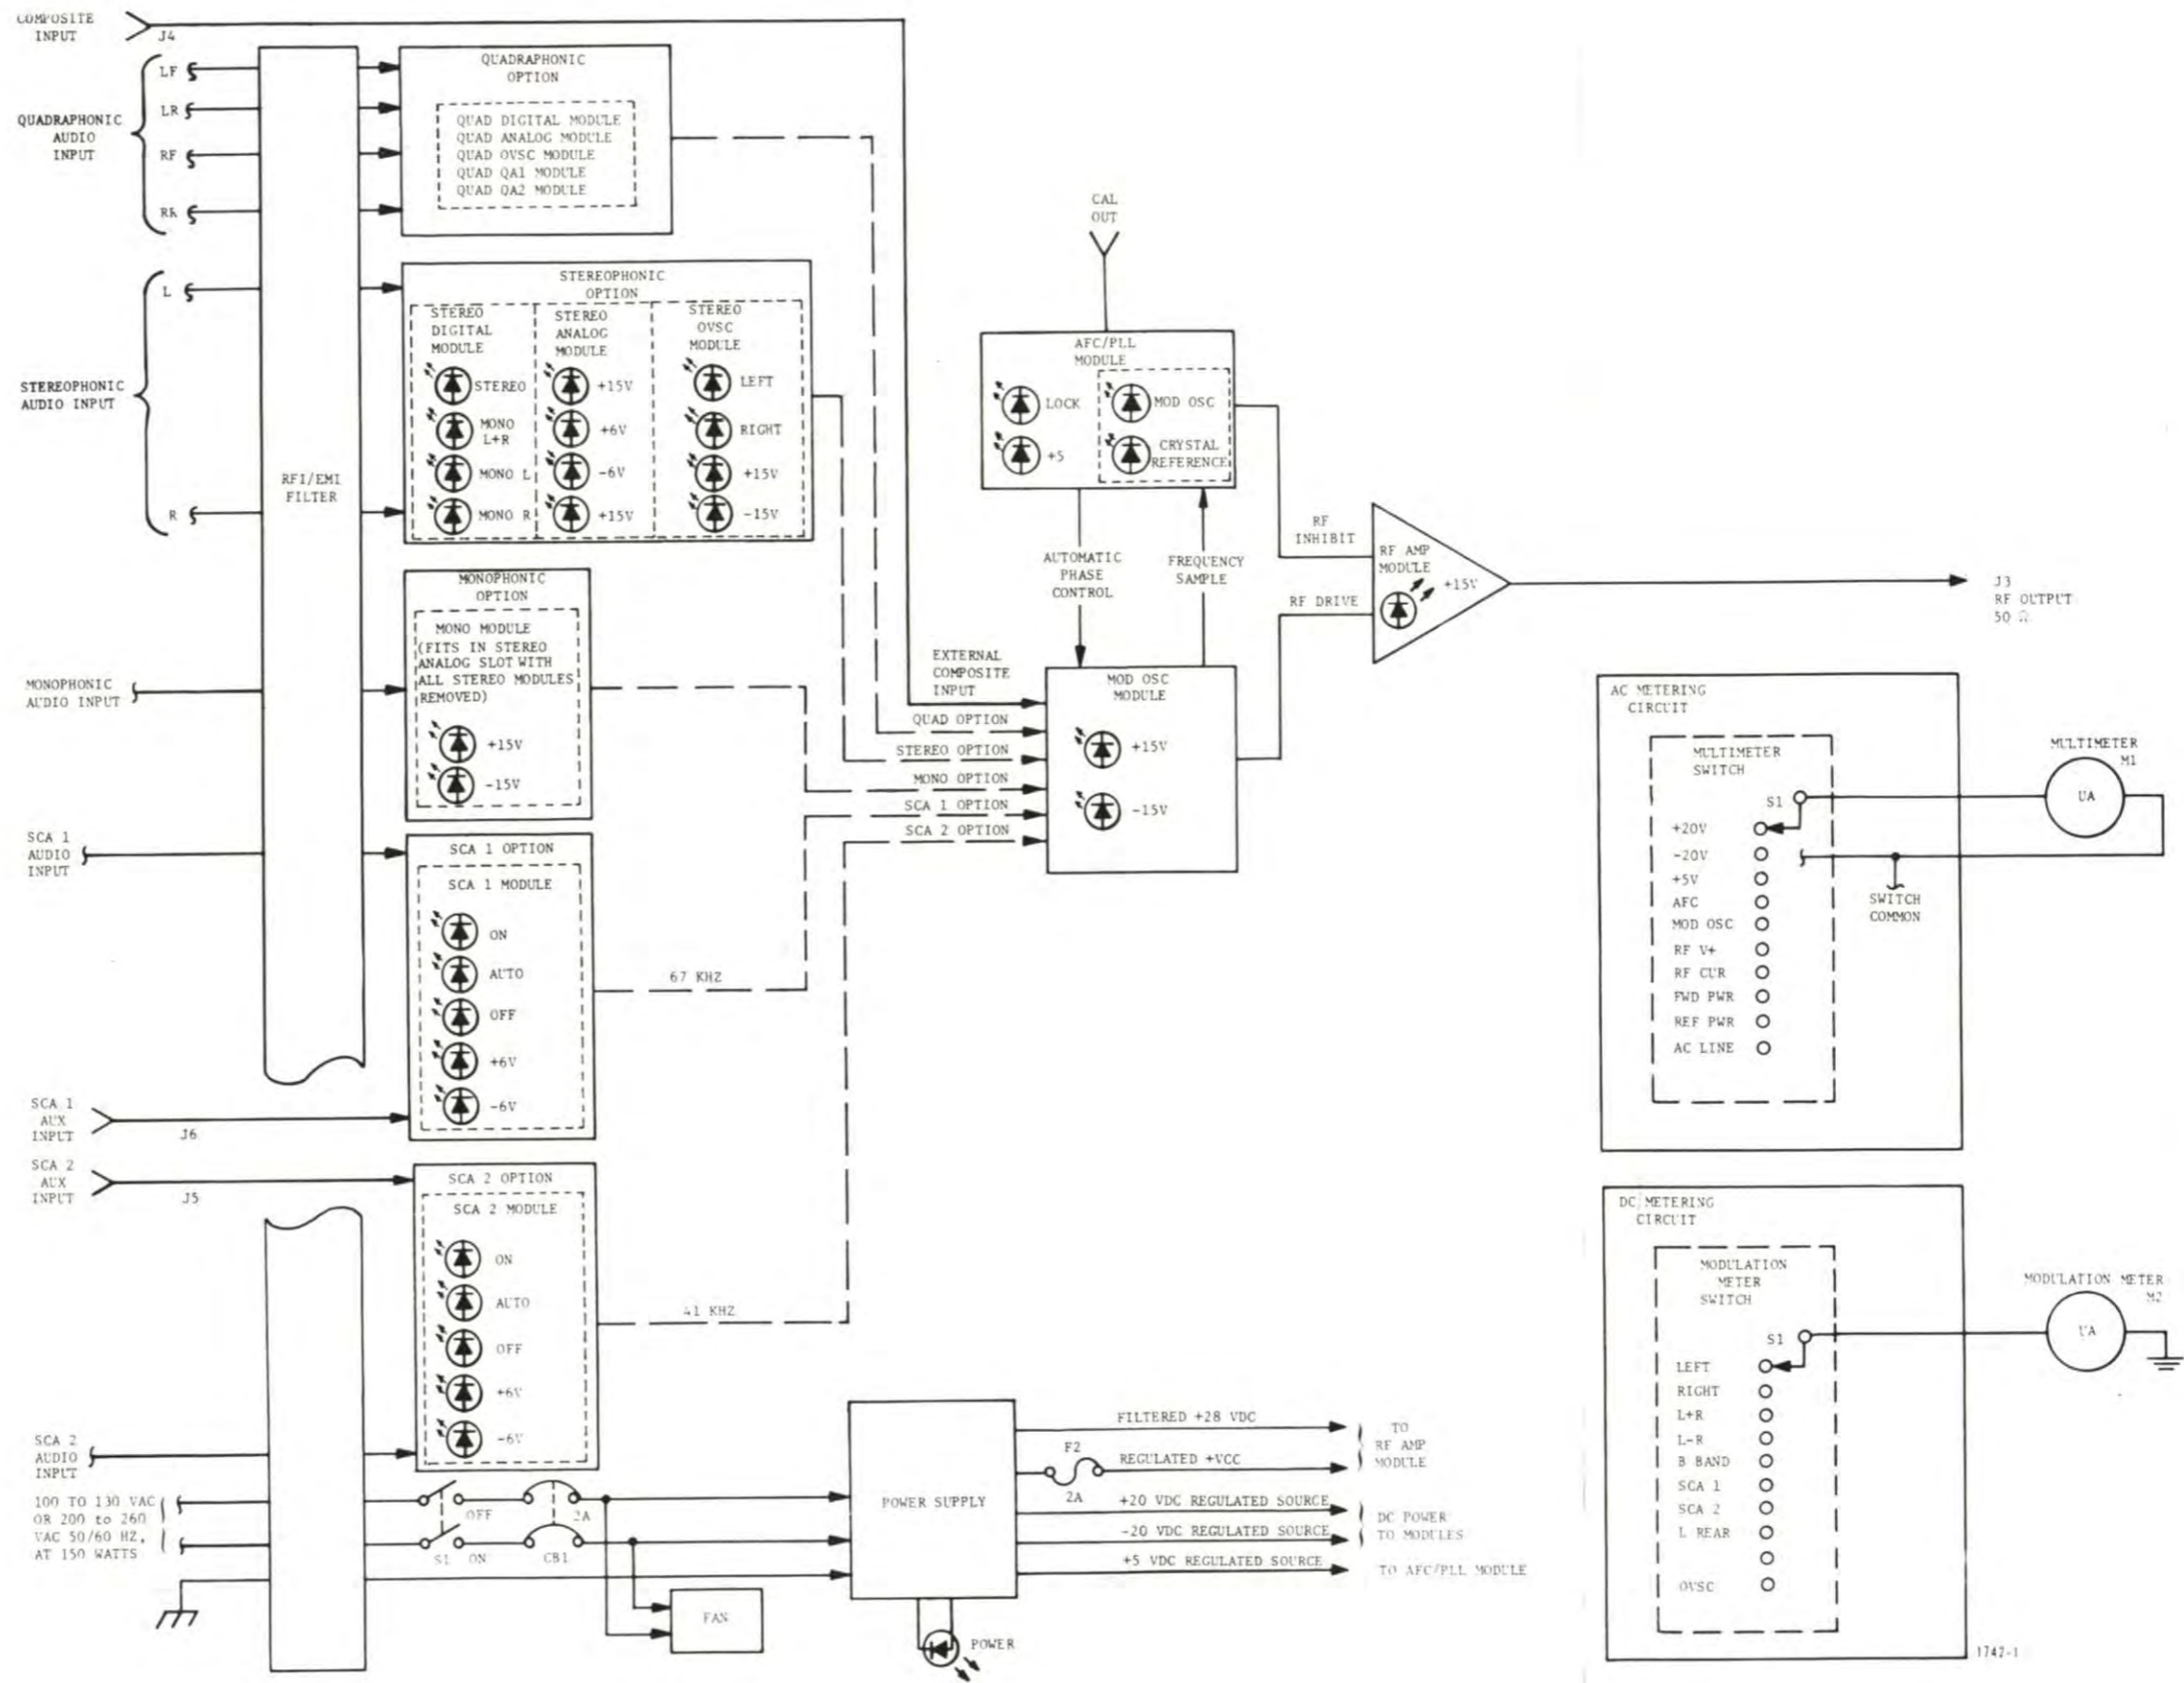 COMPOSITE
INPUT
J4
QUADRAPHONIC
AUDIO
INPUT
LF
LR
RF
RR
STEREOPHONIC
AUDIO INPUT
L
R
RFI/EMI
FILTER
QUADRAPHONIC
OPTION
QUAD DIGITAL MODULE
QUAD ANALOG MODULE
QUAD OVSC MODULE
QUAD QA1 MODULE
QUAD QA2 MODULE
STEREOPHONIC
OPTION
STEREO
DIGITAL
MODULE
STEREO
MONO
L+R
MONO L
MONO R
STEREO
ANALOG
MODULE
+15V
+6V
-6V
+15V
STEREO
OVSC
MODULE
LEFT
RIGHT
+15V
-15V
MONOPHONIC
AUDIO INPUT
MONOPHONIC
OPTION
MONO MODULE
(FITS IN STEREO
ANALOG SLOT WITH
ALL STEREO MODULES
REMOVED)
+15V
-15V
SCA 1
AUDIO
INPUT
SCA 1 OPTION
SCA 1 MODULE
ON
AUTO
OFF
+6V
-6V
67 KHZ
SCA 1
AUX
INPUT
J6
SCA 2
AUX
INPUT
J5
SCA 2 OPTION
SCA 2 MODULE
ON
AUTO
OFF
+6V
-6V
41 KHZ
SCA 2
AUDIO
INPUT
100 TO 130 VAC
OR 200 to 260
VAC 50/60 HZ,
AT 150 WATTS
OFF
S1 ON
2A
CB1
FAN
POWER SUPPLY
POWER
FILTERED +28 VDC
F2
2A
REGULATED +VCC
TO
RF AMP
MODULE
+20 VDC REGULATED SOURCE
-20 VDC REGULATED SOURCE
DC POWER
TO MODULES
+5 VDC REGULATED SOURCE
TO AFC/PLL MODULE
CAL
OUT
AFC/PLL
MODULE
LOCK
+5
MOD OSC
CRYSTAL
REFERENCE
AUTOMATIC
PHASE
CONTROL
FREQUENCY
SAMPLE
EXTERNAL
COMPOSITE
INPUT
QUAD OPTION
STEREO OPTION
MONO OPTION
SCA 1 OPTION
SCA 2 OPTION
MOD OSC
MODULE
+15V
-15V
RF
INHIBIT
RF DRIVE
RF AMP
MODULE
+15V
J3
RF OUTPUT
50 Ω
AC METERING
CIRCUIT
MULTIMETER
SWITCH
S1
+20V
-20V
+5V
AFC
MOD OSC
RF V+
RF CUR
FWD PWR
REF PWR
AC LINE
SWITCH
COMMON
MULTIMETER
M1
UA
DC METERING
CIRCUIT
MODULATION
METER
SWITCH
S1
LEFT
RIGHT
L+R
L-R
B BAND
SCA 1
SCA 2
L REAR
OVSC
MODULATION METER
M2
UA
1742-1